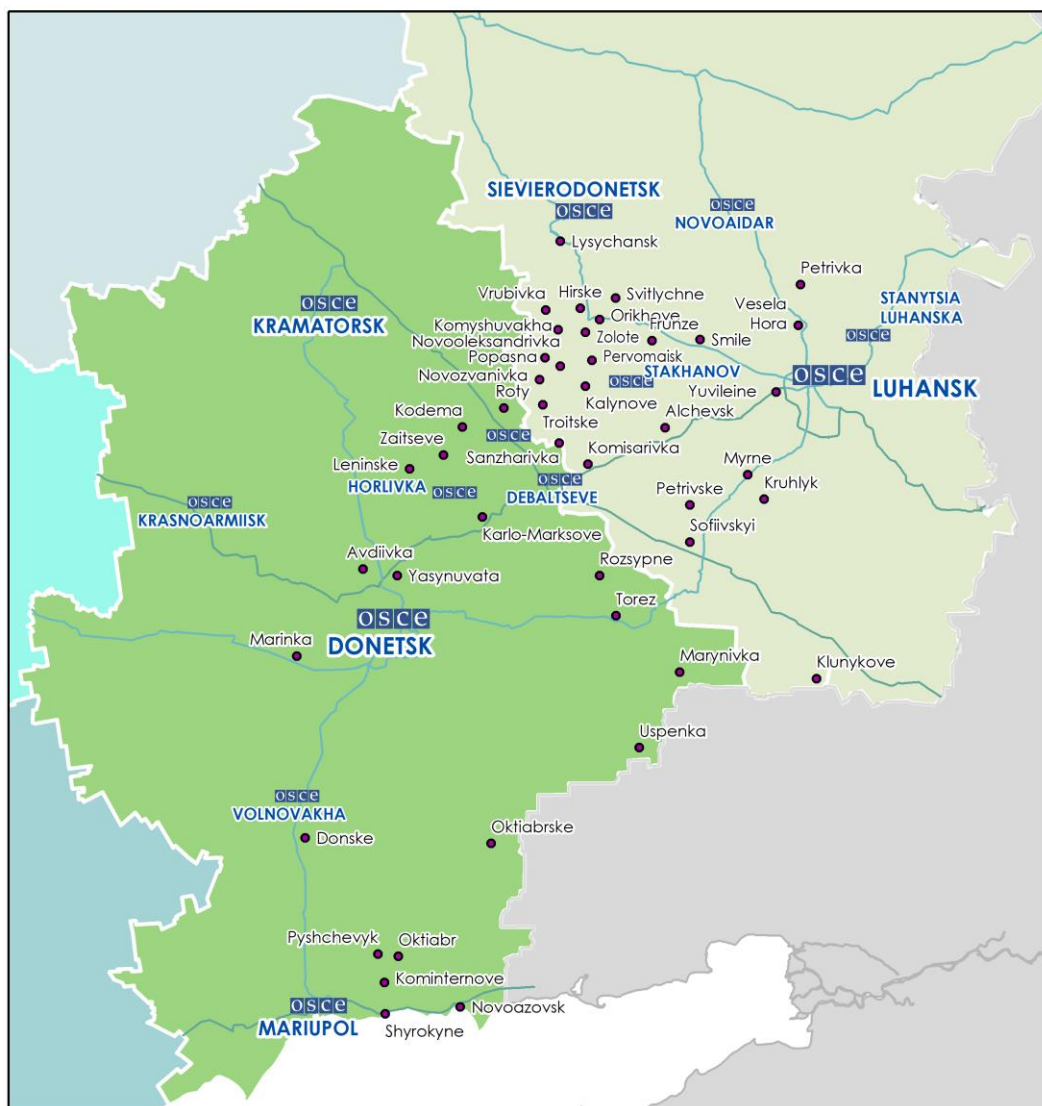 SIEVIERODONETSK
osce
osce
NOVOAIDAR
Lysychansk
Petrivka
Svitlychne
Hirske
Vrubivka
osce
KRAMATORSK
Orikhove
Vesela
Hora
STANYTSIA
LUHANSKA
osce
Komyshuvakha
Zolote
Frunze
Smile
Novooleksandrivka
Popasna
Pervomaisk
STAKHANOV
osce
osce
LUHANSK
Novozvanivka
Roty
Kalynove
Yuvileine
Kodema
Troitske
Alchevsk
osce
Zaitseve
Sanzharivka
Komisarivka
Leninske
HORLIVKA
osce
osce
DEBALTSEVE
Myrne
Petrivske
Kruhlyk
osce
KRASNOARMIISK
Karlo-Marksove
Sofiivskyi
Avdiivka
Yasynuvata
Rozsypne
osce
DONETSK
Torez
Marinka
Marynivka
Klunykove
Uspenka
osce
VOLNOVAKHA
Donske
Oktiabrske
Pyshchevyk
Oktiabr
Kominternove
osce
MARIUPOL
Novoazovsk
Shyrokyne